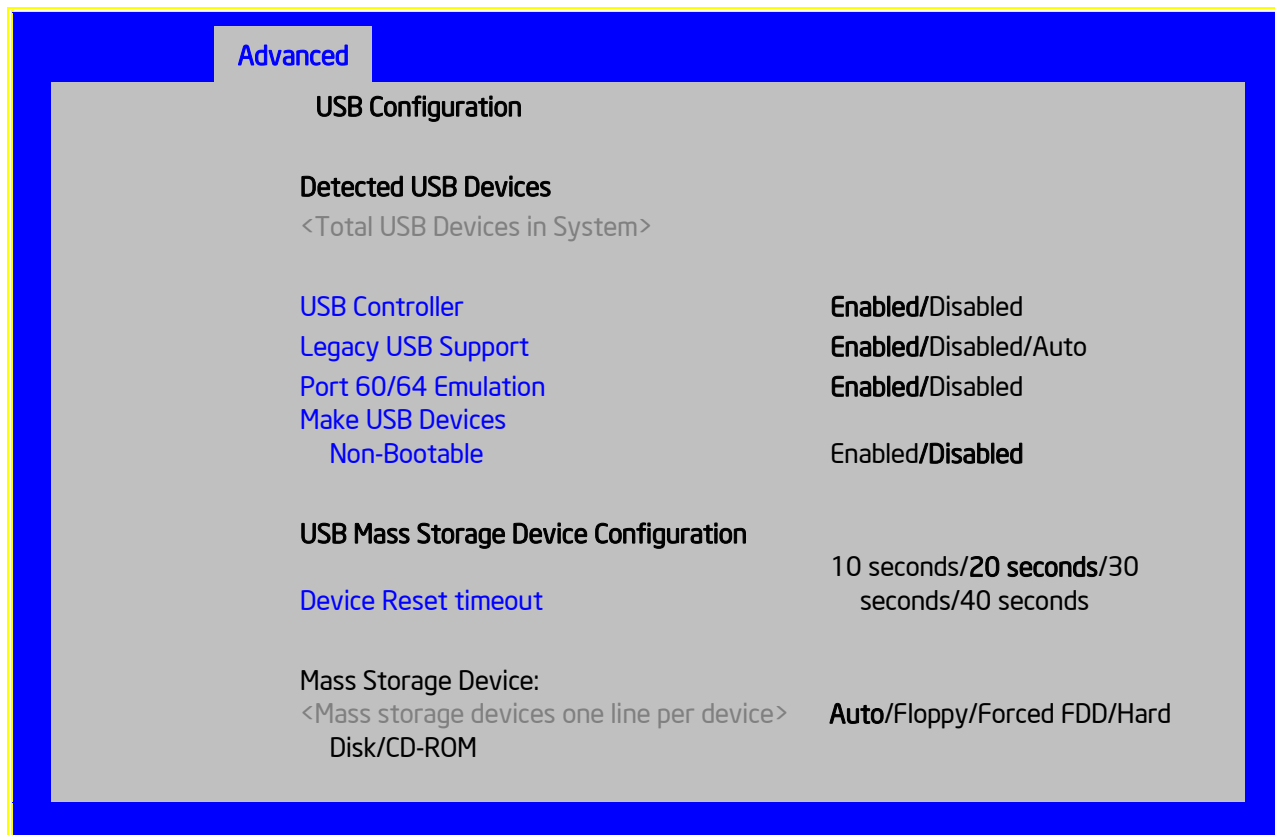 Advanced
USB Configuration
Detected USB Devices
<Total USB Devices in System>
USB Controller Enabled/Disabled
Legacy USB Support Enabled/Disabled/Auto
Port 60/64 Emulation Enabled/Disabled
Make USB Devices
Non-Bootable Enabled/Disabled
USB Mass Storage Device Configuration
10 seconds/20 seconds/30
Device Reset timeout seconds/40 seconds
Mass Storage Device:
<Mass storage devices one line per device> Auto/Floppy/Forced FDD/Hard
Disk/CD-ROM